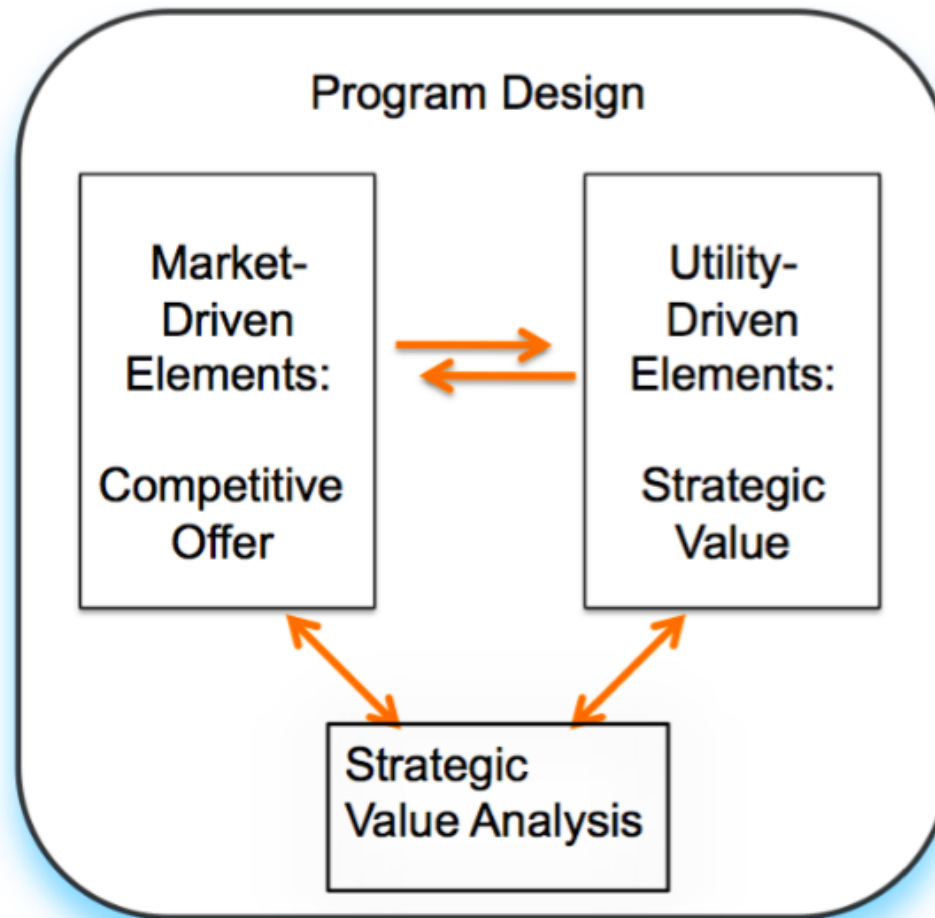 Program Design
Market-
Driven
Elements:
Competitive
Offer
Utility-
Driven
Elements:
Strategic
Value
Strategic
Value Analysis